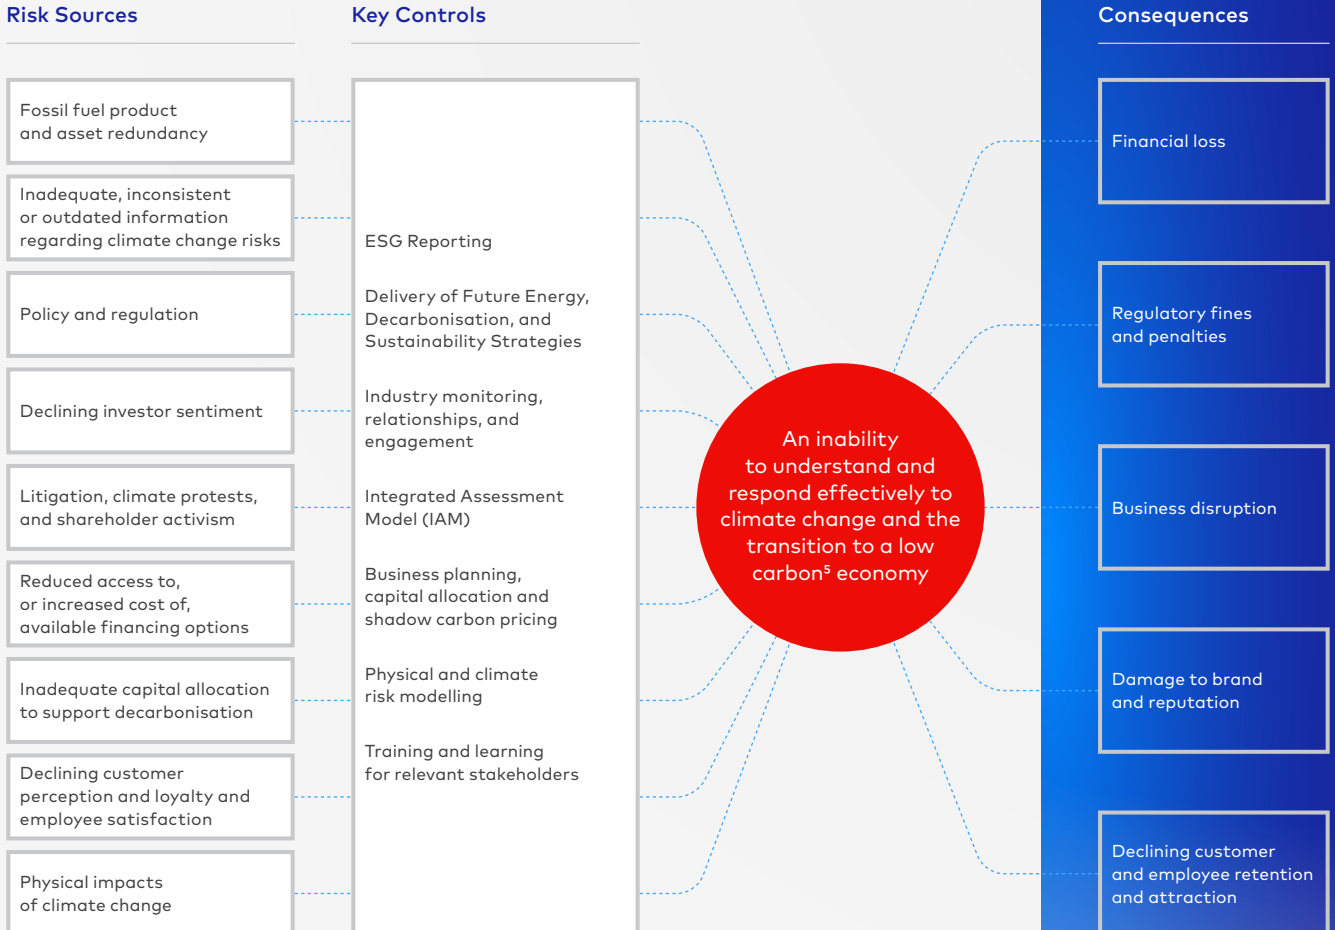 Risk Sources
Fossil fuel product
and asset redundancy
Inadequate, inconsistent
or outdated information
regarding climate change risks
Policy and regulation
Declining investor sentiment
Litigation, climate protests,
and shareholder activism
Reduced access to,
or increased cost of,
available financing options
Inadequate capital allocation
to support decarbonisation
Declining customer
perception and loyalty and
employee satisfaction
Physical impacts
of climate change
Key Controls
ESG Reporting
Delivery of Future Energy,
Decarbonisation, and
Sustainability Strategies
Industry monitoring,
relationships, and
engagement
Integrated Assessment
Model (IAM)
Business planning,
capital allocation and
shadow carbon pricing
Physical and climate
risk modelling
Training and learning
for relevant stakeholders
An inability
to understand and
respond effectively to
climate change and the
transition to a low
carbon⁵ economy
Consequences
Financial loss
Regulatory fines
and penalties
Business disruption
Damage to brand
and reputation
Declining customer
and employee retention
and attraction